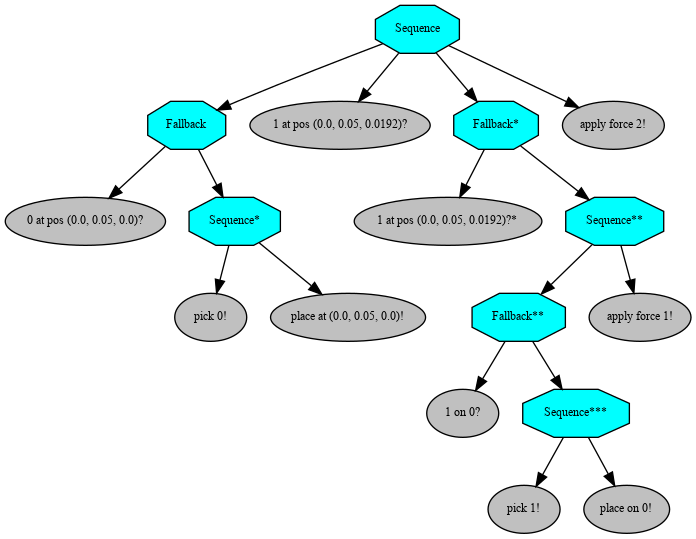 Sequence
Fallback
1 at pos (0.0, 0.05, 0.0192)?
Fallback*
apply force 2!
0 at pos (0.0, 0.05, 0.0)?
Sequence*
1 at pos (0.0, 0.05, 0.0192)?*
Sequence**
pick 0!
place at (0.0, 0.05, 0.0)!
Fallback**
apply force 1!
1 on 0?
Sequence***
pick 1!
place on 0!